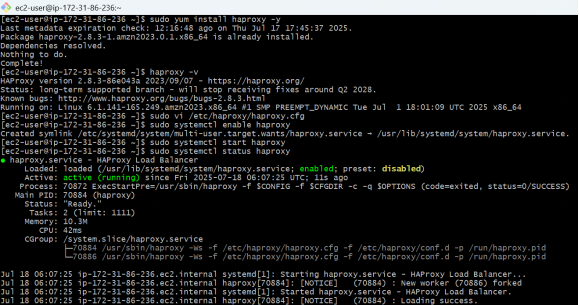 ec2-user@ip-172-31-86-236:~
[ec2-user@ip-172-31-86-236 ~]$ sudo yum install haproxy -y
Last metadata expiration check: 12:16:48 ago on Thu Jul 17 17:45:37 2025.
Package haproxy-2.8.3-1.amzn2023.0.1.x86_64 is already installed.
Dependencies resolved.
Nothing to do.
Complete!
[ec2-user@ip-172-31-86-236 ~]$ haproxy -v
HAProxy version 2.8.3-86e043a 2023/09/07 - https://haproxy.org/
Status: long-term supported branch - will stop receiving fixes around Q2 2028.
Known bugs: http://www.haproxy.org/bugs/bugs-2.8.3.html
Running on: Linux 6.1.141-165.249.amzn2023.x86_64 #1 SMP PREEMPT_DYNAMIC Tue Jul  1 18:01:09 UTC 2025 x86_64
[ec2-user@ip-172-31-86-236 ~]$ sudo vi /etc/haproxy/haproxy.cfg
[ec2-user@ip-172-31-86-236 ~]$ sudo systemctl enable haproxy
Created symlink /etc/systemd/system/multi-user.target.wants/haproxy.service → /usr/lib/systemd/system/haproxy.service.
[ec2-user@ip-172-31-86-236 ~]$ sudo systemctl start haproxy
[ec2-user@ip-172-31-86-236 ~]$ sudo systemctl status haproxy
● haproxy.service - HAProxy Load Balancer
Loaded: loaded (/usr/lib/systemd/system/haproxy.service; enabled; preset: disabled)
Active: active (running) since Fri 2025-07-18 06:07:25 UTC; 11s ago
Process: 70872 ExecStartPre=/usr/sbin/haproxy -f $CONFIG -f $CFGDIR -c -q $OPTIONS (code=exited, status=0/SUCCESS)
Main PID: 70884 (haproxy)
Status: "Ready."
Tasks: 2 (limit: 1111)
Memory: 10.3M
CPU: 42ms
CGroup: /system.slice/haproxy.service
├─70884 /usr/sbin/haproxy -Ws -f /etc/haproxy/haproxy.cfg -f /etc/haproxy/conf.d -p /run/haproxy.pid
└─70886 /usr/sbin/haproxy -Ws -f /etc/haproxy/haproxy.cfg -f /etc/haproxy/conf.d -p /run/haproxy.pid
Jul 18 06:07:25 ip-172-31-86-236.ec2.internal systemd[1]: Starting haproxy.service - HAProxy Load Balancer...
Jul 18 06:07:25 ip-172-31-86-236.ec2.internal haproxy[70884]: [NOTICE]   (70884) : New worker (70886) forked
Jul 18 06:07:25 ip-172-31-86-236.ec2.internal systemd[1]: Started haproxy.service - HAProxy Load Balancer.
Jul 18 06:07:25 ip-172-31-86-236.ec2.internal haproxy[70884]: [NOTICE]   (70884) : Loading success.